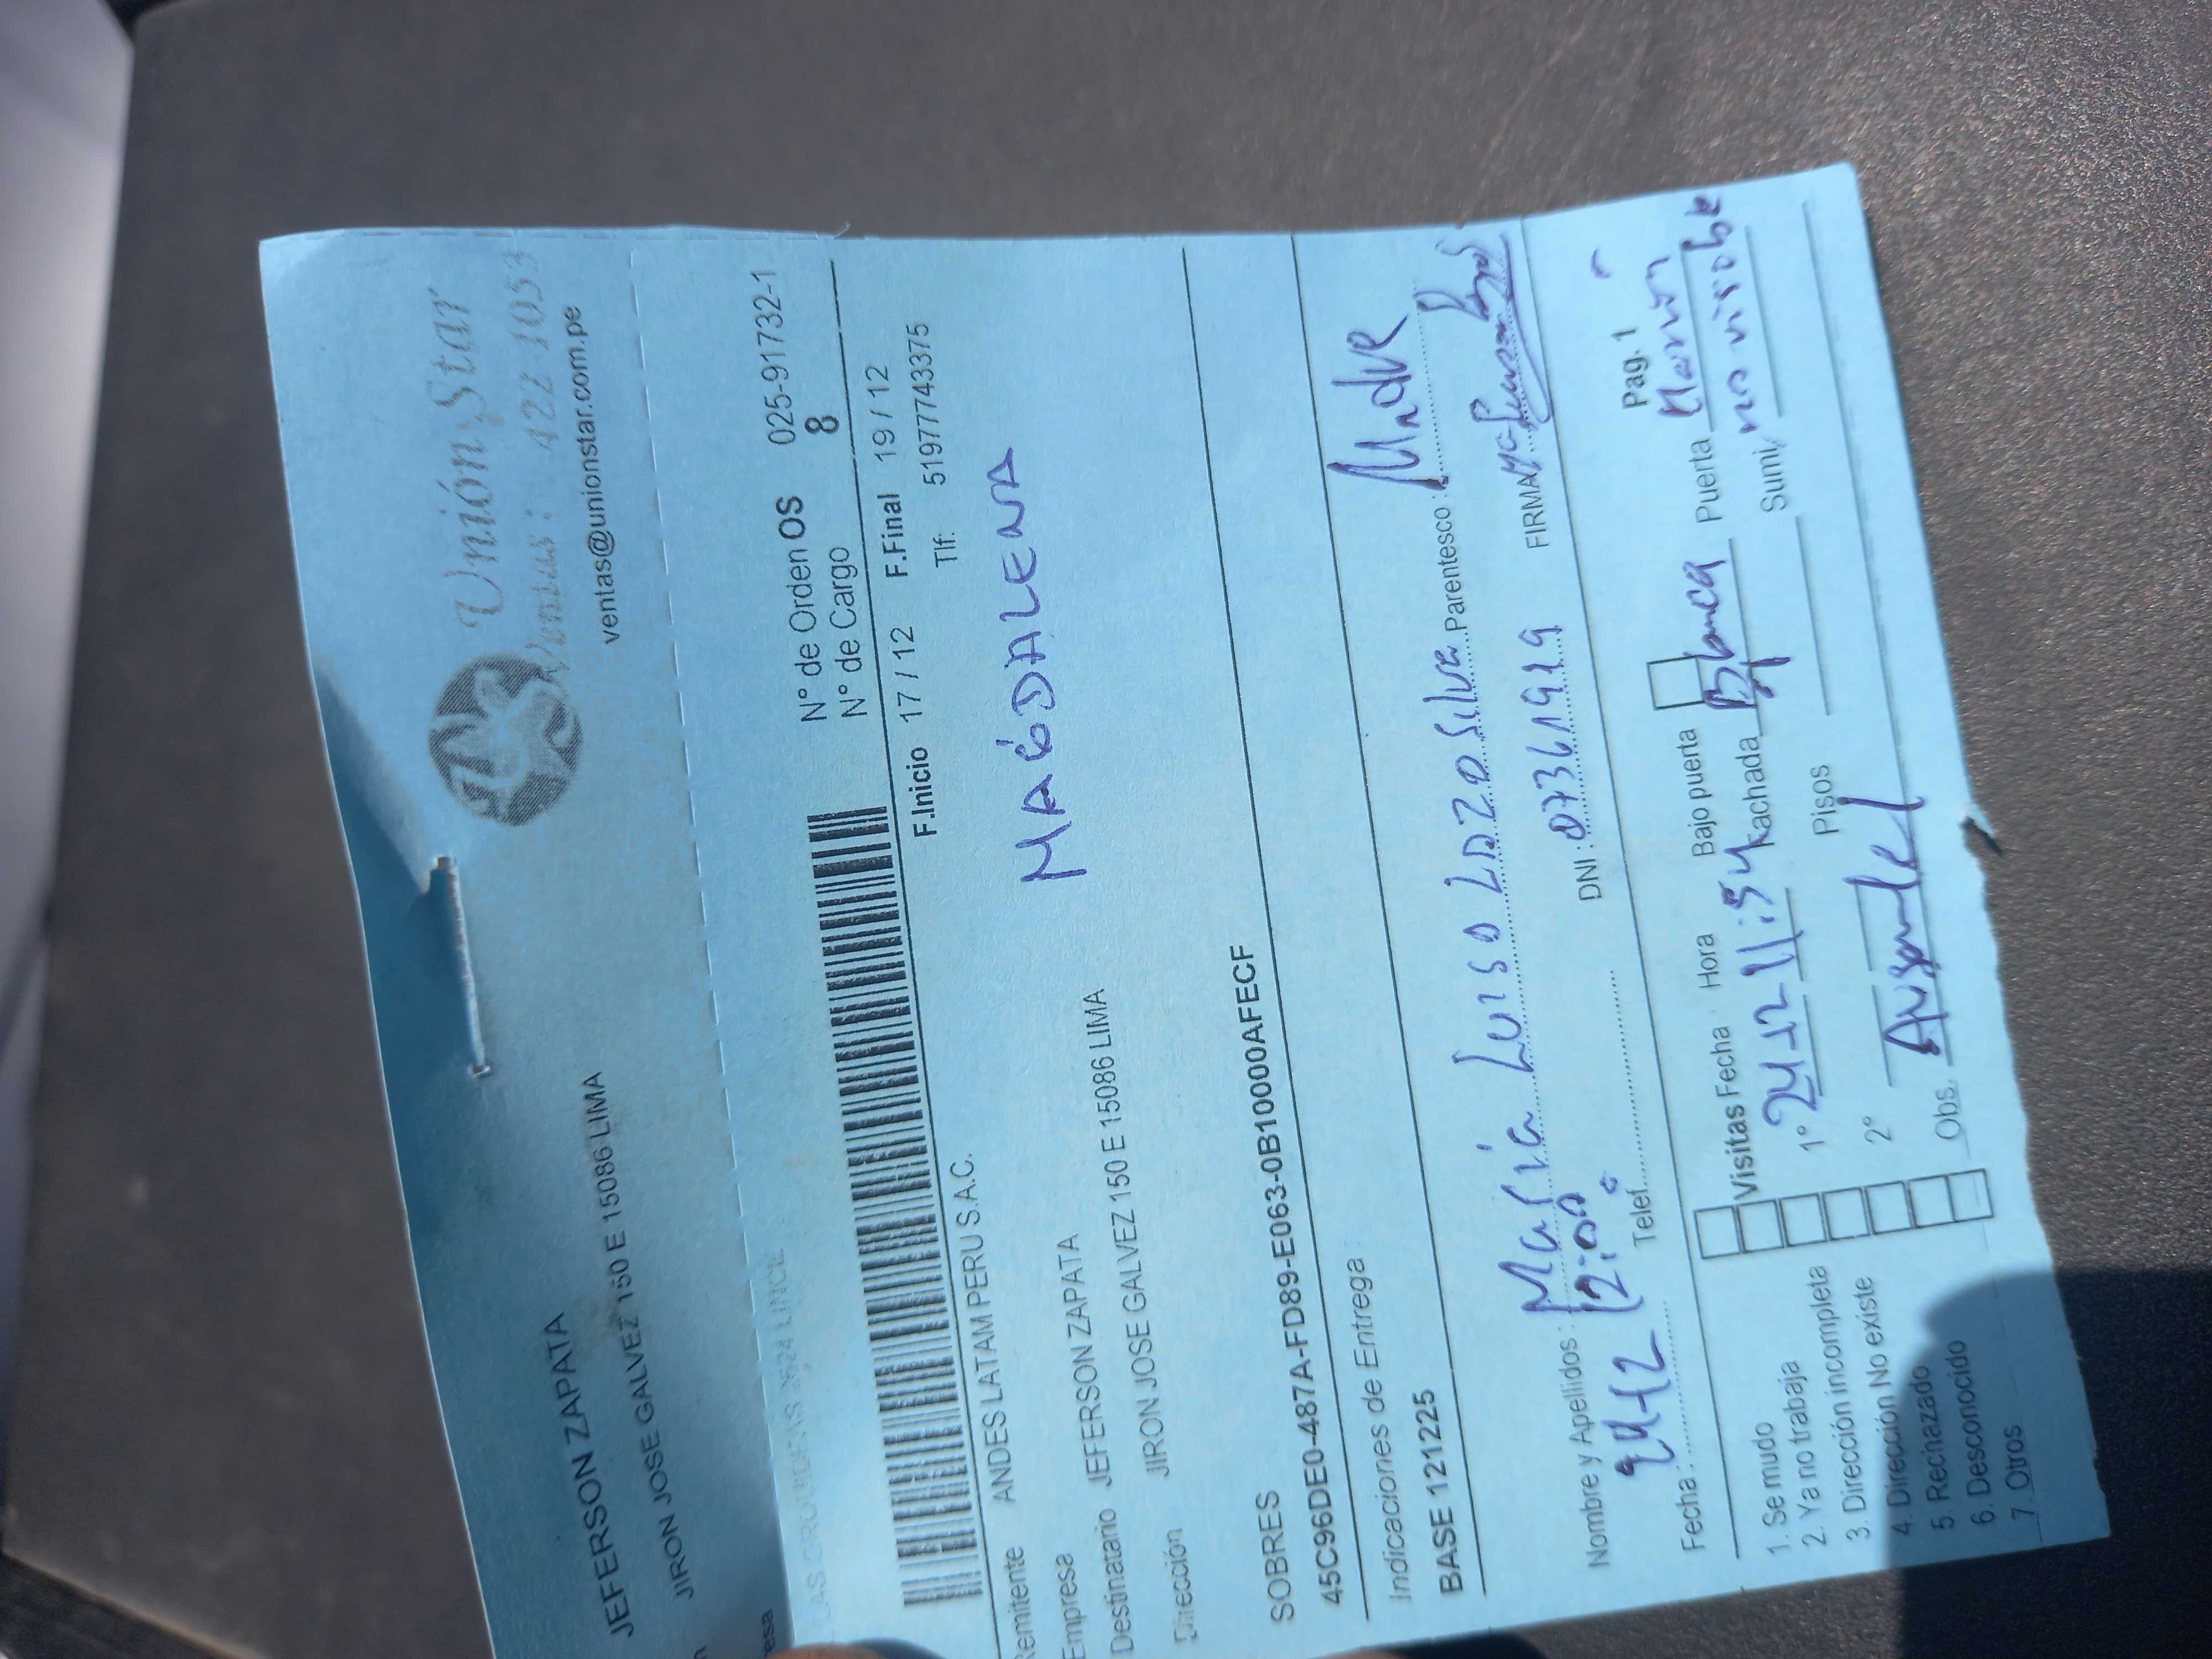 Unión Star
Ventas: 422 1053
ventas@unionstar.com.pe
JEFERSON ZAPATA
JIRON JOSE GALVEZ 150 E 15086 LIMA
LINCE
N° de Orden OS 025-91732-1
N° de Cargo 8
F.Inicio 17 / 12 F.Final 19 / 12
Remitente ANDES LATAM PERU S.A.C.
Tlf: 51977743375
Empresa
Destinatario JEFERSON ZAPATA
MAGDALENA
Dirección JIRON JOSE GALVEZ 150 E 15086 LIMA
SOBRES
45C96DE0-487A-FD89-E063-0B10000AFECF
Indicaciones de Entrega :
BASE 121225
Nombre y Apellidos : María Luisa Lazo Silva Parentesco : Madre
Fecha : 24-12 12:00 Telef. DNI : 07361919 FIRMA
Pag. 1
1. Se mudo
2. Ya no trabaja
3. Dirección incompleta
4. Dirección No existe
5 Rechazado
6. Desconocido
7. Otros
Visitas Fecha Hora Bajo puerta
1° 24-12 11:54 Fachada Blanca Puerta Marrón
2° Pisos Sumi no visible
Obs.